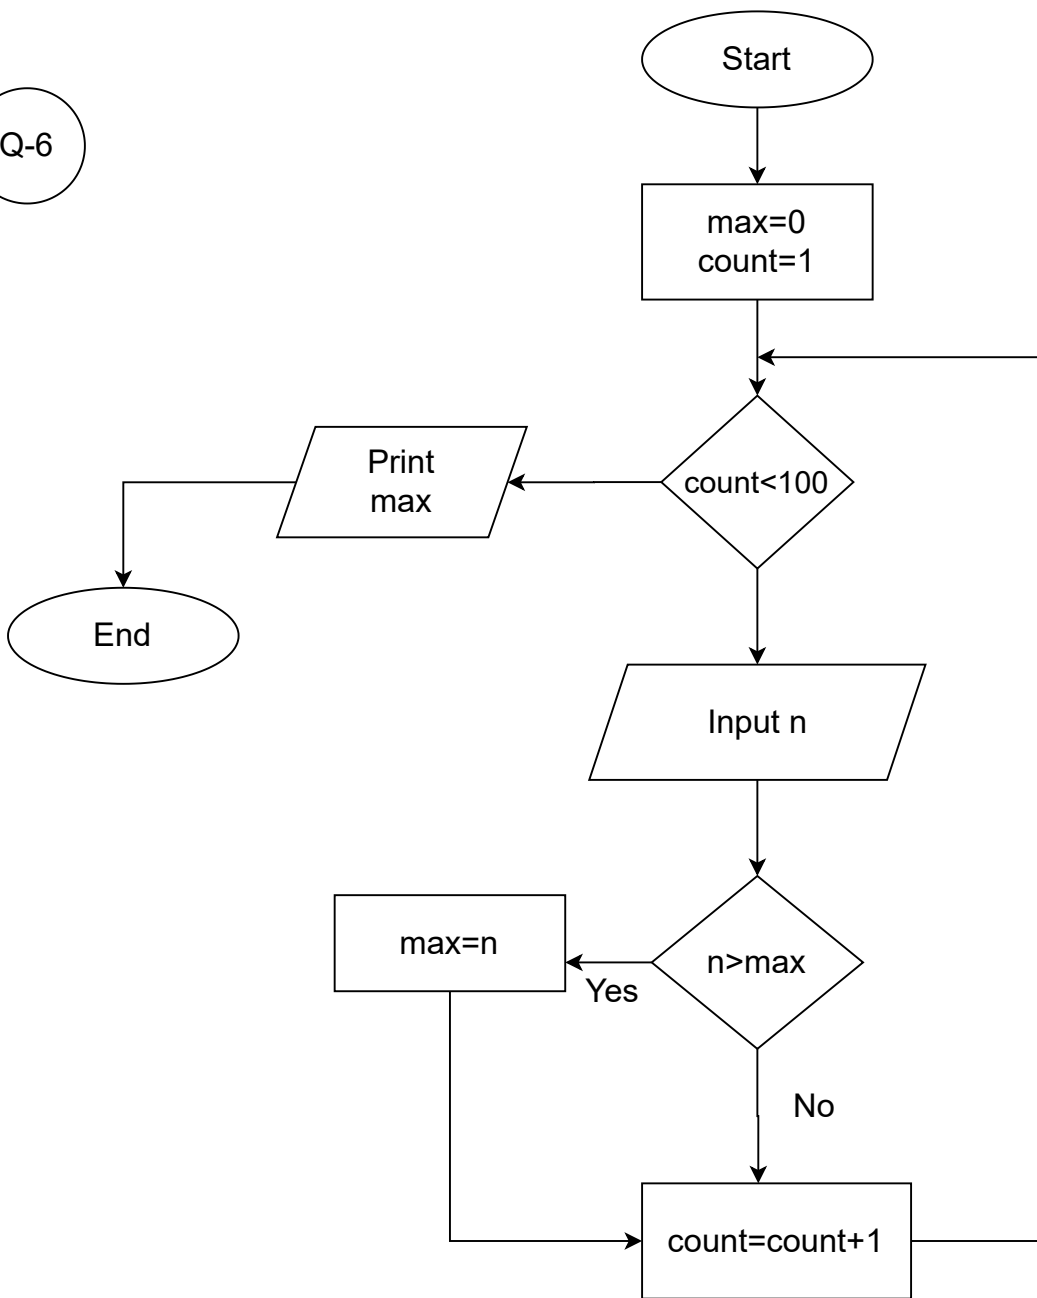 Start
Q-6
max=0
count=1
Print
max
count<100
End
Input n
max=n
n>max
Yes
No
count=count+1